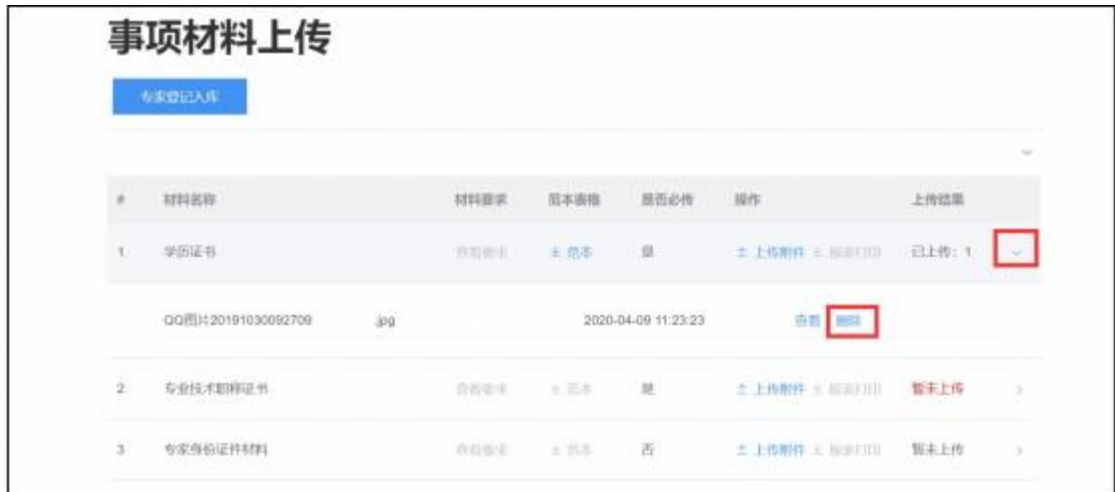 事项材料上传
专家登记入库
# 材料名称 材料要求 范本表格 是否必传 操作 上传结果
1 学历证书 查看要求 范本 是 上传附件 板表打印 已上传：1
QQ图片20191030092709 .jpg 2020-04-09 11:23:23 查看 删除
2 专业技术职称证书 查看要求 范本 是 上传附件 暂未上传
3 专家身份证件材料 查看要求 范本 否 上传附件 暂未上传